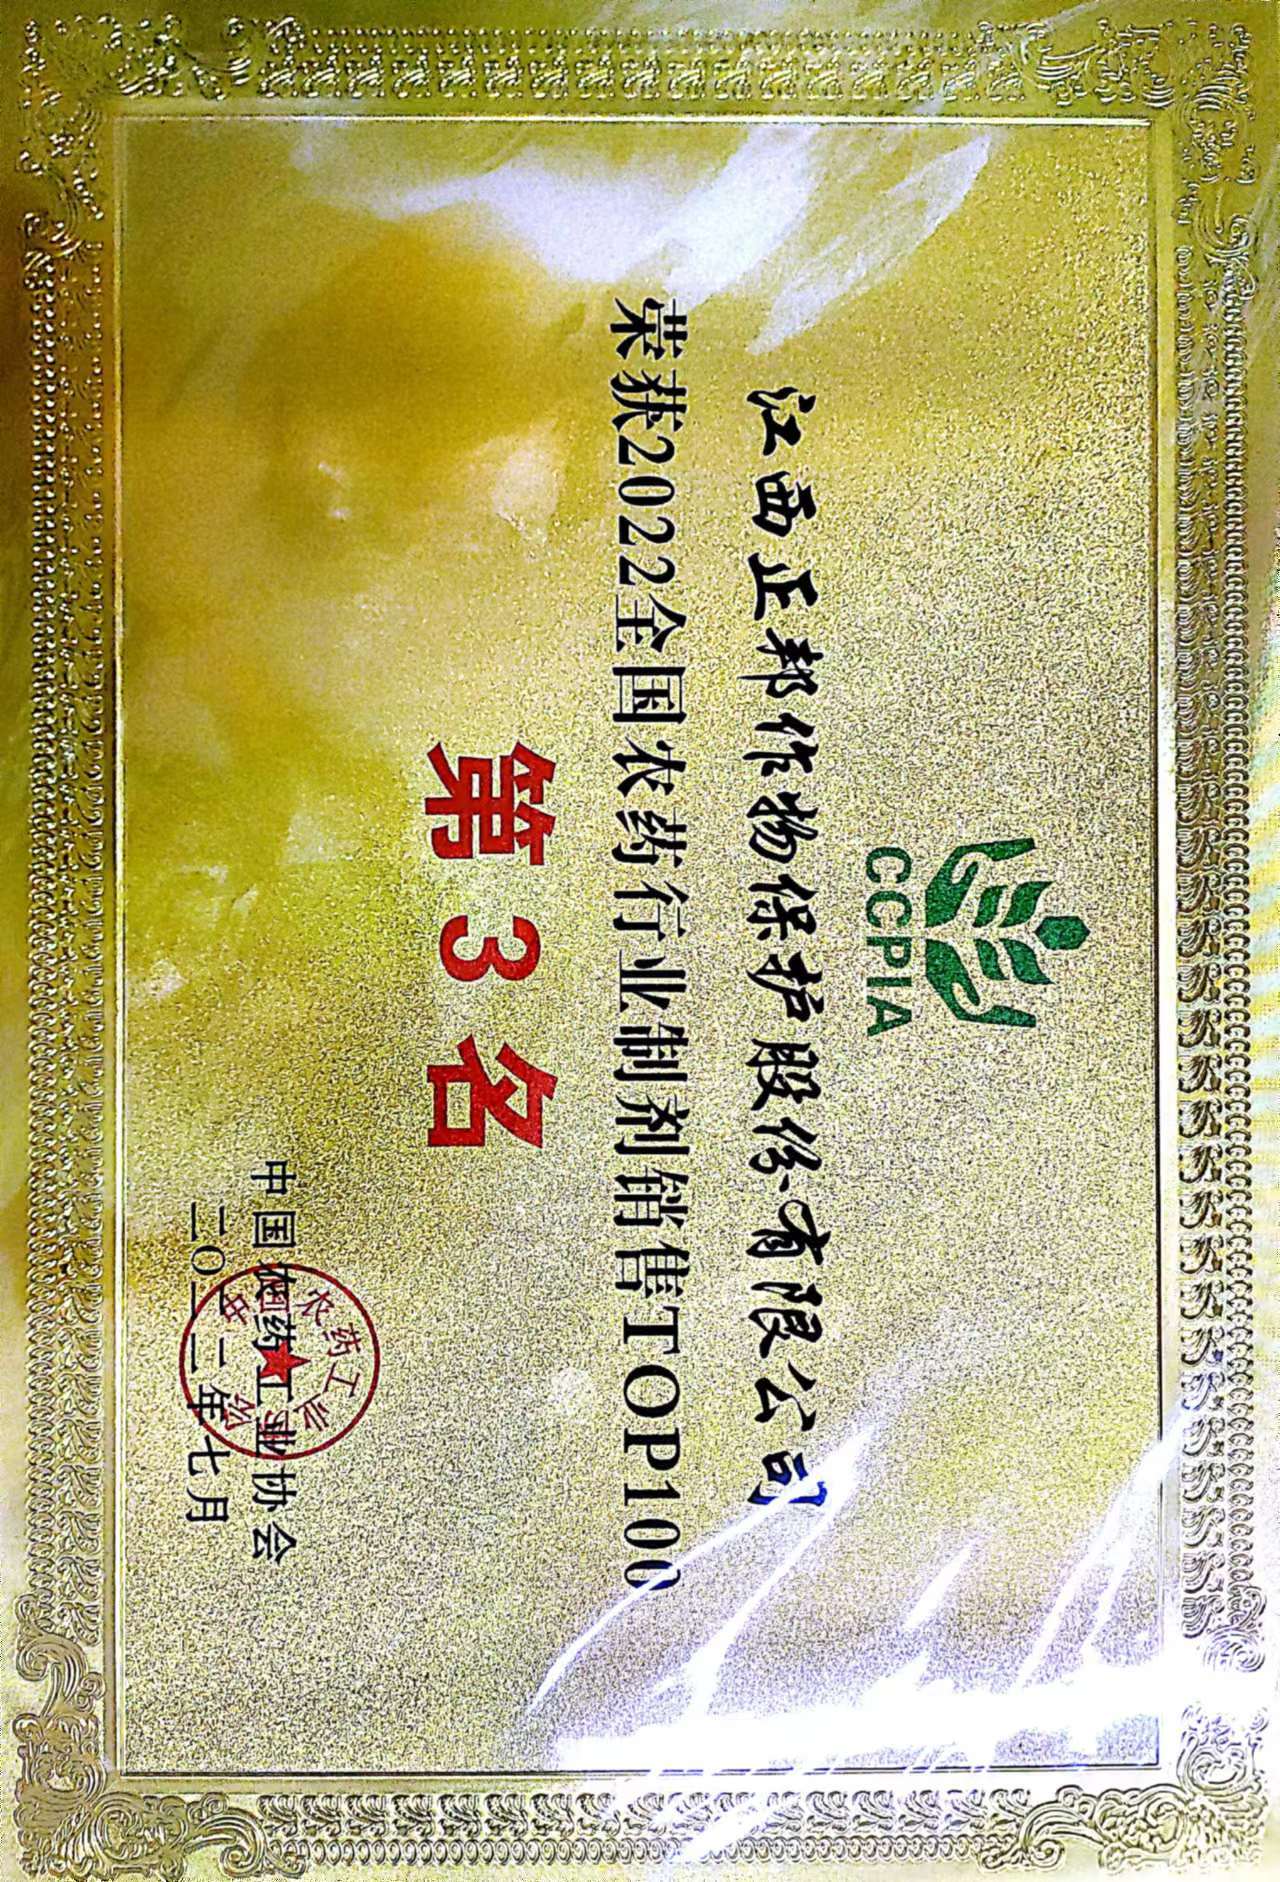 CCPIA
江西正邦作物保护股份有限公司
荣获2022全国农药行业制剂销售TOP100
第3名
中国农药工业协会
二〇二二年七月